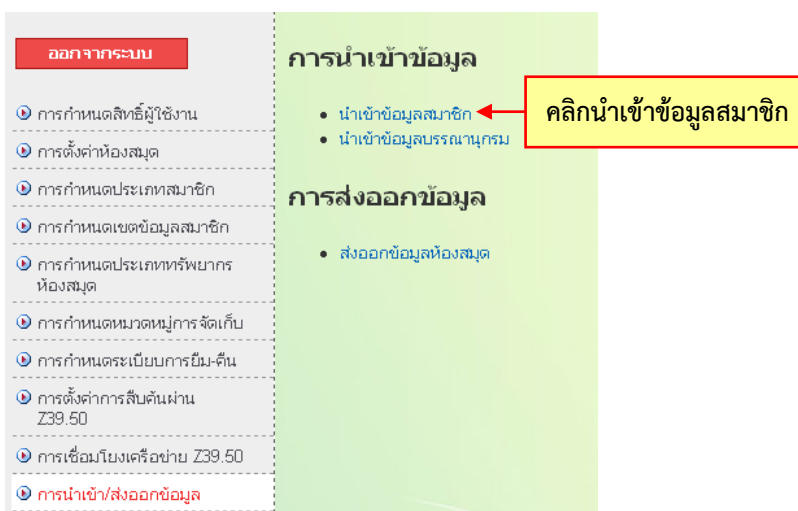 ออกจากระบบ
การกำหนดสิทธิ์ผู้ใช้งาน
การตั้งค่าห้องสมุด
การกำหนดประเภทสมาชิก
การกำหนดเขตข้อมูลสมาชิก
การกำหนดประเภททรัพยากร
ห้องสมุด
การกำหนดหมวดหมู่การจัดเก็บ
การกำหนดระเบียบการยืม-คืน
การตั้งค่าการสืบค้นผ่าน
Z39.50
การเชื่อมโยงเครือข่าย Z39.50
การนำเข้า/ส่งออกข้อมูล
การนำเข้าข้อมูล
นำเข้าข้อมูลสมาชิก
นำเข้าข้อมูลบรรณานุกรม
การส่งออกข้อมูล
ส่งออกข้อมูลห้องสมุด
คลิกนำเข้าข้อมูลสมาชิก